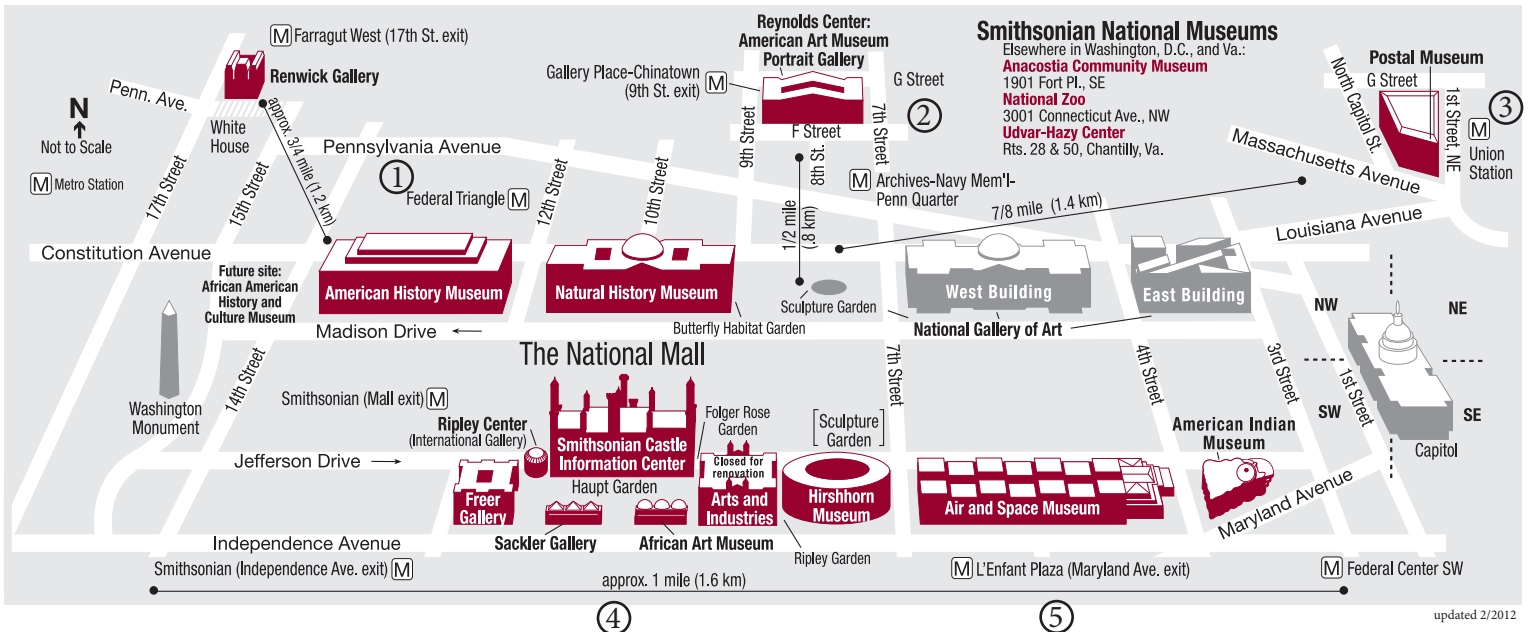 M Farragut West (17th St. exit)
Renwick Gallery
Penn. Ave.
N
Not to Scale
M Metro Station
White
House
approx. 3/4 mile (1.2 km)
17th Street
15th Street
Pennsylvania Avenue
1
Federal Triangle M
12th Street
10th Street
Reynolds Center:
American Art Museum
Portrait Gallery
Gallery Place-Chinatown M
(9th St. exit)
G Street
2
F Street
9th Street
8th St.
7th Street
M Archives-Navy Mem'l-
Penn Quarter
1/2 mile
(.8 km)
7/8 mile (1.4 km)
Smithsonian National Museums
Elsewhere in Washington, D.C., and Va.:
Anacostia Community Museum
1901 Fort Pl., SE
National Zoo
3001 Connecticut Ave., NW
Udvar-Hazy Center
Rts. 28 & 50, Chantilly, Va.
Postal Museum
G Street
North Capitol St.
1st Street, NE
3
M
Union
Station
Massachusetts Avenue
Louisiana Avenue
Constitution Avenue
Future site:
African American
History and
Culture Museum
American History Museum
Natural History Museum
Butterfly Habitat Garden
Sculpture Garden
West Building
East Building
National Gallery of Art
Madison Drive
The National Mall
Washington
Monument
14th Street
7th Street
4th Street
3rd Street
1st Street
NW
NE
SW
SE
Capitol
Smithsonian (Mall exit) M
Ripley Center
(International Gallery)
Smithsonian Castle
Information Center
Folger Rose
Garden
Sculpture
Garden
American Indian
Museum
Jefferson Drive
Freer
Gallery
Haupt Garden
Closed for
renovation
Arts and
Industries
Hirshhorn
Museum
Air and Space Museum
Maryland Avenue
Sackler Gallery
African Art Museum
Ripley Garden
Independence Avenue
Smithsonian (Independence Ave. exit) M
M L'Enfant Plaza (Maryland Ave. exit)
M Federal Center SW
approx. 1 mile (1.6 km)
4
5
updated 2/2012